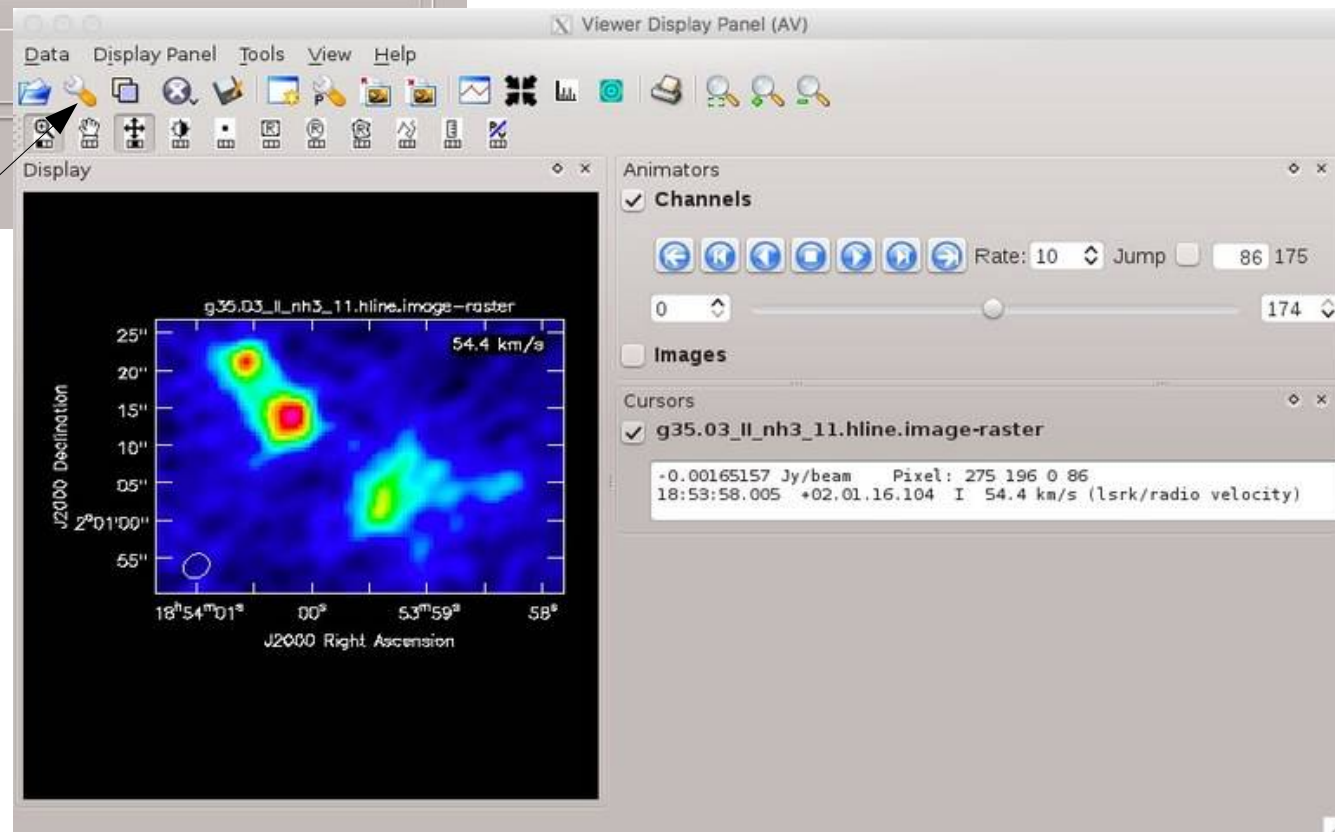 Viewer Display Panel (AV)
Data Display Panel Tools View Help
Display
g35.03_II_nh3_11.hline.image-raster
54.4 km/s
25"
20"
15"
10"
05"
2°01'00"
55"
J2000 Declination
18ʰ54ᵐ01ˢ 00ˢ 53ᵐ59ˢ 58ˢ
J2000 Right Ascension
Animators
Channels
Rate: 10 Jump 86 175
0 174
Images
Cursors
g35.03_II_nh3_11.hline.image-raster
-0.00165157 Jy/beam Pixel: 275 196 0 86
18:53:58.005 +02.01.16.104 I 54.4 km/s (lsrk/radio velocity)